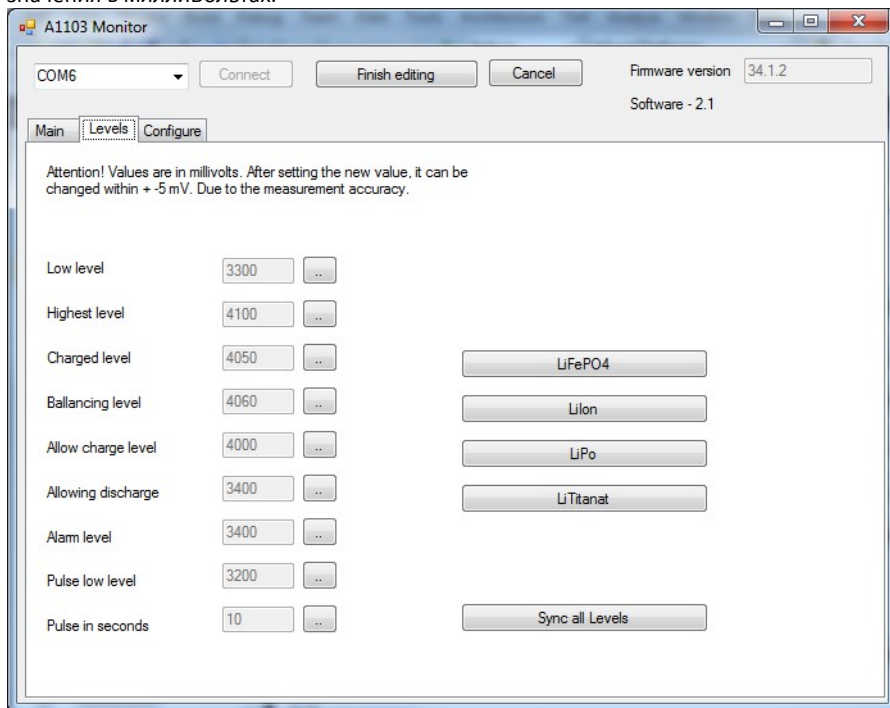 значения в милливольтах.
A1103 Monitor
COM6 Connect Finish editing Cancel Firmware version 34.1.2
Software - 2.1
Main Levels Configure
Attention! Values are in millivolts. After setting the new value, it can be
changed within + -5 mV. Due to the measurement accuracy.
Low level 3300 ..
Highest level 4100 ..
Charged level 4050 .. LiFePO4
Ballancing level 4060 .. LiIon
Allow charge level 4000 .. LiPo
Allowing discharge 3400 .. LiTitanat
Alarm level 3400 ..
Pulse low level 3200 ..
Pulse in seconds 10 .. Sync all Levels